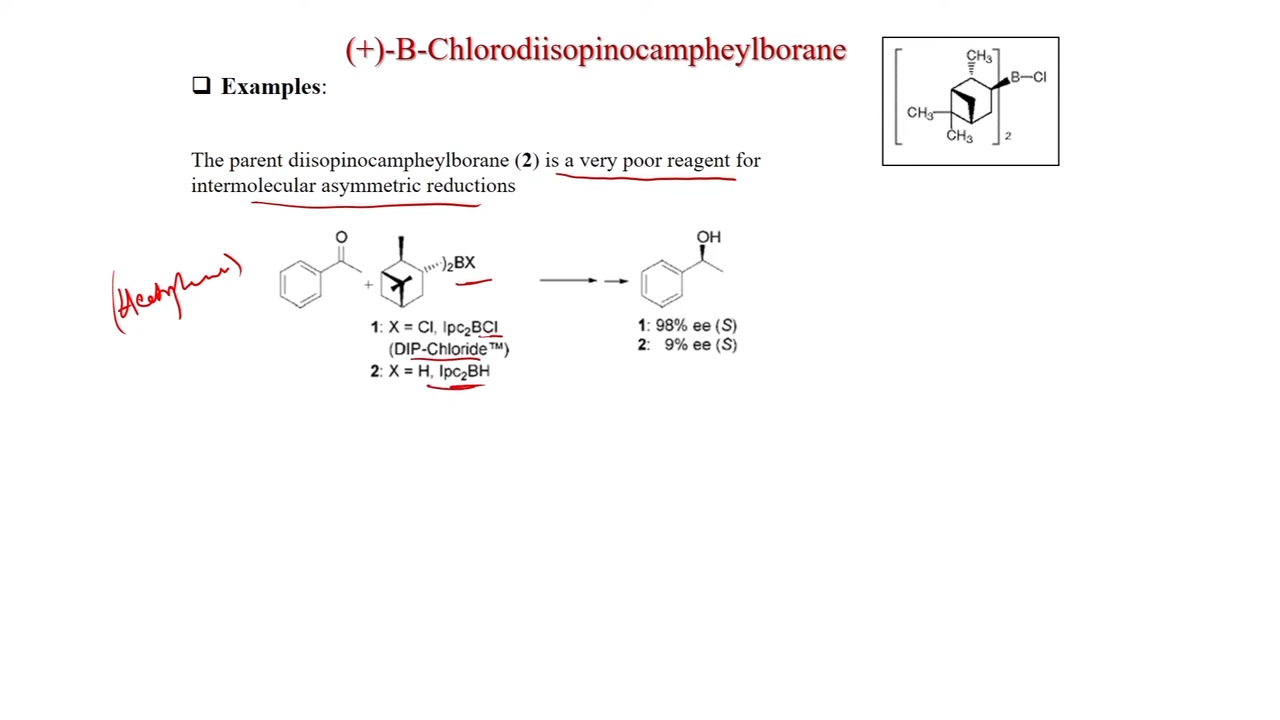 (+)-B-Chlorodiisopinocampheylborane
Examples:
CH₃
B—Cl
CH₃
CH₃
2
The parent diisopinocampheylborane (2) is a very poor reagent for
intermolecular asymmetric reductions
O
+
)₂BX
OH
1: X = Cl, Ipc₂BCl
(DIP-Chloride™)
2: X = H, Ipc₂BH
1: 98% ee (S)
2: 9% ee (S)